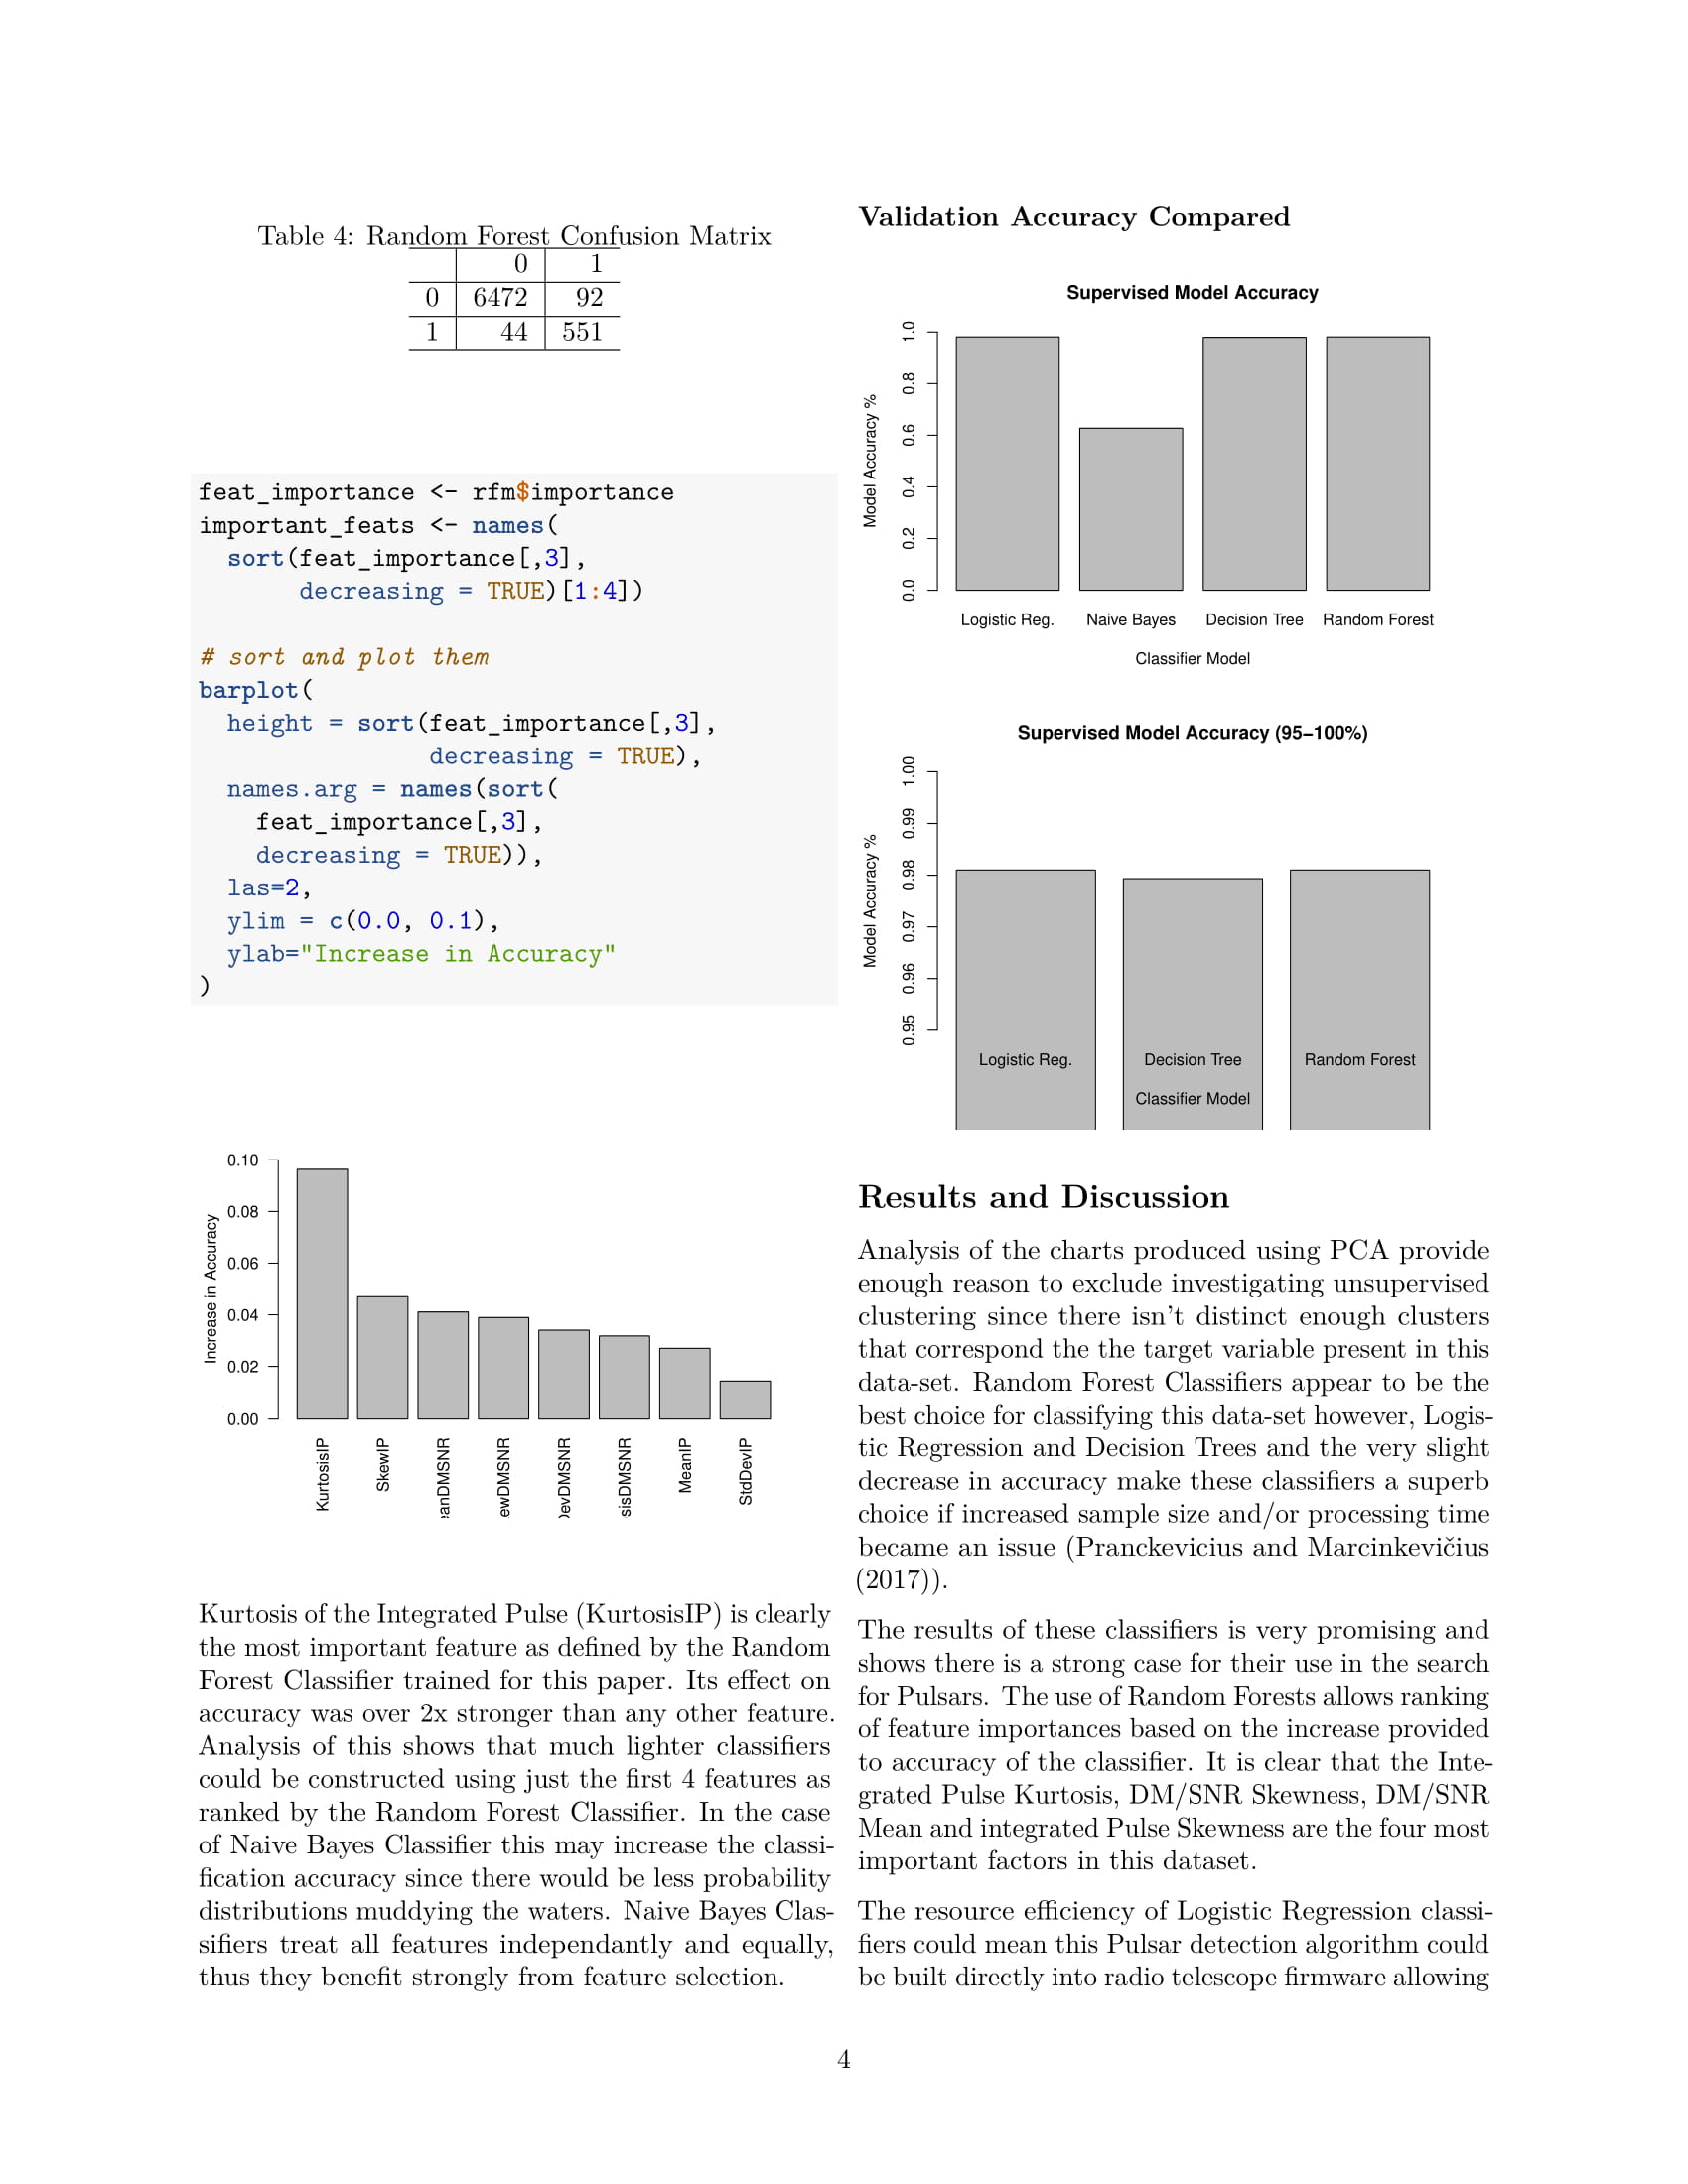 Table 4: Random Forest Confusion Matrix
0 1
0 6472 92
1 44 551
feat_importance <- rfm$importance
important_feats <- names(
  sort(feat_importance[,3],
       decreasing = TRUE)[1:4])
# sort and plot them
barplot(
  height = sort(feat_importance[,3],
                decreasing = TRUE),
  names.arg = names(sort(
    feat_importance[,3],
    decreasing = TRUE)),
  las=2,
  ylim = c(0.0, 0.1),
  ylab="Increase in Accuracy"
)
Increase in Accuracy
0.10
0.08
0.06
0.04
0.02
0.00
KurtosisIP
SkewIP
anDMSNR
ewDMSNR
evDMSNR
sisDMSNR
MeanIP
StdDevIP
Kurtosis of the Integrated Pulse (KurtosisIP) is clearly
the most important feature as defined by the Random
Forest Classifier trained for this paper. Its effect on
accuracy was over 2x stronger than any other feature.
Analysis of this shows that much lighter classifiers
could be constructed using just the first 4 features as
ranked by the Random Forest Classifier. In the case
of Naive Bayes Classifier this may increase the classi-
fication accuracy since there would be less probability
distributions muddying the waters. Naive Bayes Clas-
sifiers treat all features independantly and equally,
thus they benefit strongly from feature selection.
Validation Accuracy Compared
Supervised Model Accuracy
Model Accuracy %
1.0
0.8
0.6
0.4
0.2
0.0
Logistic Reg. Naive Bayes Decision Tree Random Forest
Classifier Model
Supervised Model Accuracy (95−100%)
Model Accuracy %
1.00
0.99
0.98
0.97
0.96
0.95
Logistic Reg. Decision Tree Random Forest
Classifier Model
Results and Discussion
Analysis of the charts produced using PCA provide
enough reason to exclude investigating unsupervised
clustering since there isn't distinct enough clusters
that correspond the the target variable present in this
data-set. Random Forest Classifiers appear to be the
best choice for classifying this data-set however, Logis-
tic Regression and Decision Trees and the very slight
decrease in accuracy make these classifiers a superb
choice if increased sample size and/or processing time
became an issue (Pranckevicius and Marcinkevičius
(2017)).
The results of these classifiers is very promising and
shows there is a strong case for their use in the search
for Pulsars. The use of Random Forests allows ranking
of feature importances based on the increase provided
to accuracy of the classifier. It is clear that the Inte-
grated Pulse Kurtosis, DM/SNR Skewness, DM/SNR
Mean and integrated Pulse Skewness are the four most
important factors in this dataset.
The resource efficiency of Logistic Regression classi-
fiers could mean this Pulsar detection algorithm could
be built directly into radio telescope firmware allowing
4